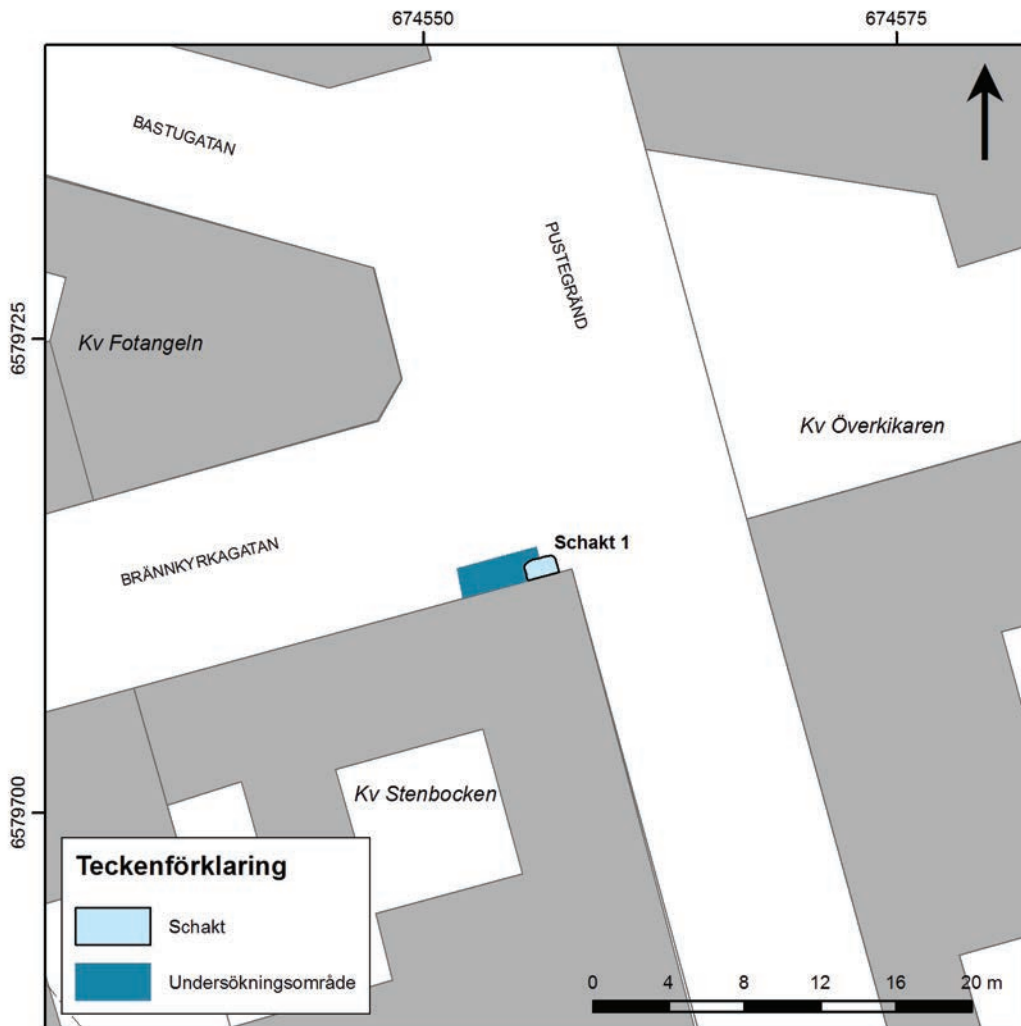 674550
674575
BASTUGATAN
PUSTEGRÄND
6579725
Kv Fotangeln
Kv Överkikaren
Schakt 1
BRÄNNKYRKAGATAN
6579700
Kv Stenbocken
Teckenförklaring
Schakt
Undersökningsområde
0 4 8 12 16 20 m